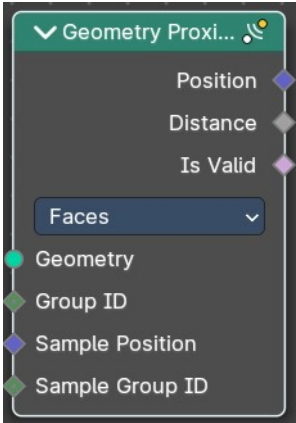 Geometry Proxi...
Position
Distance
Is Valid
Faces
Geometry
Group ID
Sample Position
Sample Group ID